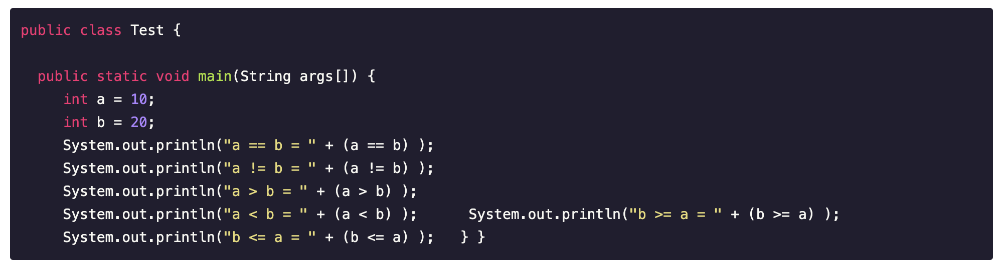 public class Test {
public static void main(String args[]) {
int a = 10;
int b = 20;
System.out.println("a == b = " + (a == b) );
System.out.println("a != b = " + (a != b) );
System.out.println("a > b = " + (a > b) );
System.out.println("a < b = " + (a < b) );      System.out.println("b >= a = " + (b >= a) );
System.out.println("b <= a = " + (b <= a) );   } }